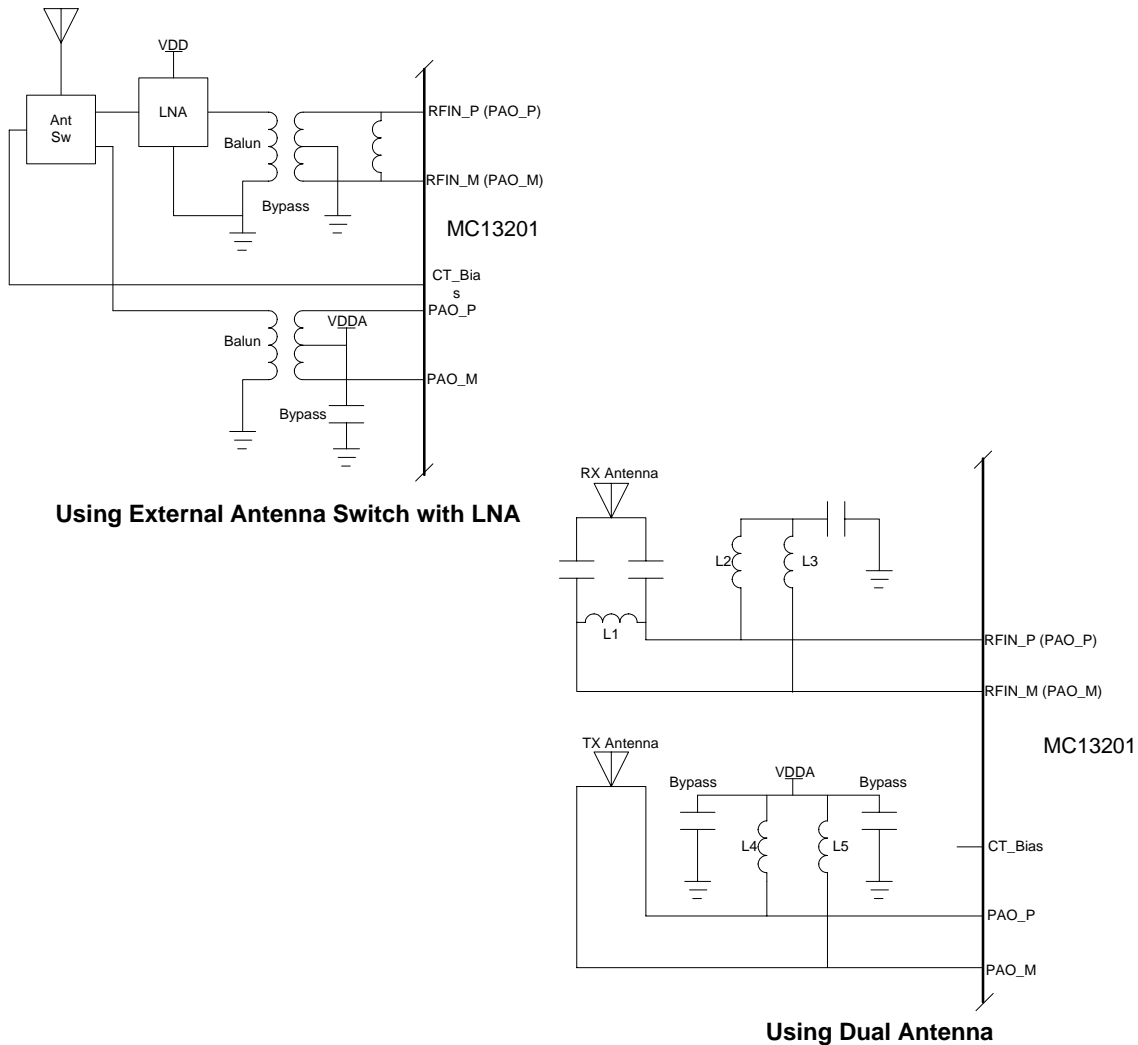 VDD
LNA
Ant
Sw
RFIN_P (PAO_P)
Balun
RFIN_M (PAO_M)
Bypass
MC13201
CT_Bia
s
PAO_P
VDDA
Balun
PAO_M
Bypass
Using External Antenna Switch with LNA
RX Antenna
L2
L3
L1
RFIN_P (PAO_P)
RFIN_M (PAO_M)
MC13201
TX Antenna
Bypass
VDDA
Bypass
L4
L5
CT_Bias
PAO_P
PAO_M
Using Dual Antenna